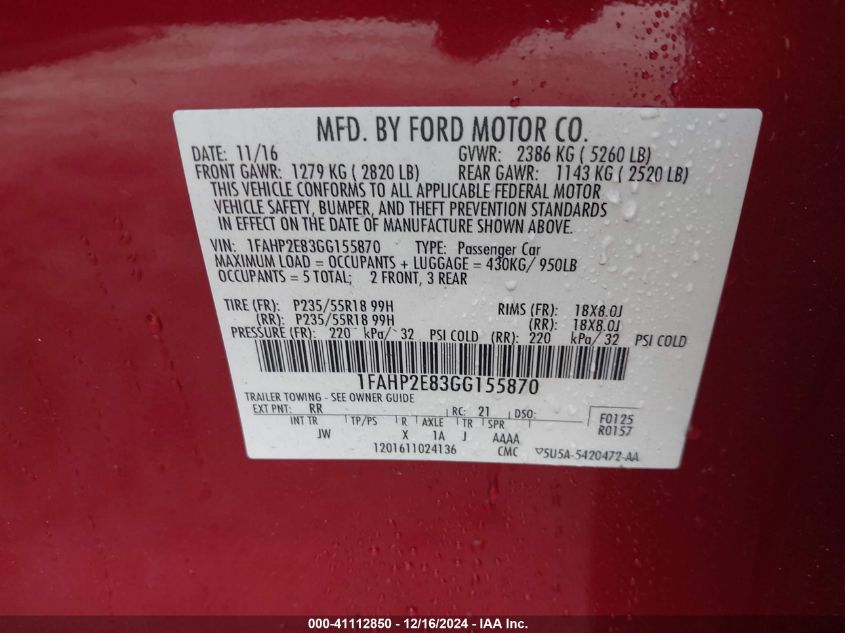 MFD. BY FORD MOTOR CO.
DATE: 11/16 GVWR: 2386 KG ( 5260 LB)
FRONT GAWR: 1279 KG ( 2820 LB) REAR GAWR: 1143 KG ( 2520 LB)
THIS VEHICLE CONFORMS TO ALL APPLICABLE FEDERAL MOTOR
VEHICLE SAFETY, BUMPER, AND THEFT PREVENTION STANDARDS
IN EFFECT ON THE DATE OF MANUFACTURE SHOWN ABOVE.
VIN: 1FAHP2E83GG155870 TYPE: Passenger Car
MAXIMUM LOAD = OCCUPANTS + LUGGAGE = 430KG/ 950LB
OCCUPANTS = 5 TOTAL; 2 FRONT, 3 REAR
TIRE (FR): P235/55R18 99H RIMS (FR): 18X8.0J
(RR): P235/55R18 99H (RR): 18X8.0J
PRESSURE (FR): 220 kPa/ 32 PSI COLD (RR): 220 kPa/ 32 PSI COLD
1FAHP2E83GG155870
TRAILER TOWING - SEE OWNER GUIDE
EXT PNT: RR RC: 21 DSO: F0125
INT TR TP/PS R AXLE TR SPR R0157
JW X 1A J AAAA
1201611024136 CMC 5U5A-5420472-AA
000-41112850 - 12/16/2024 - IAA Inc.